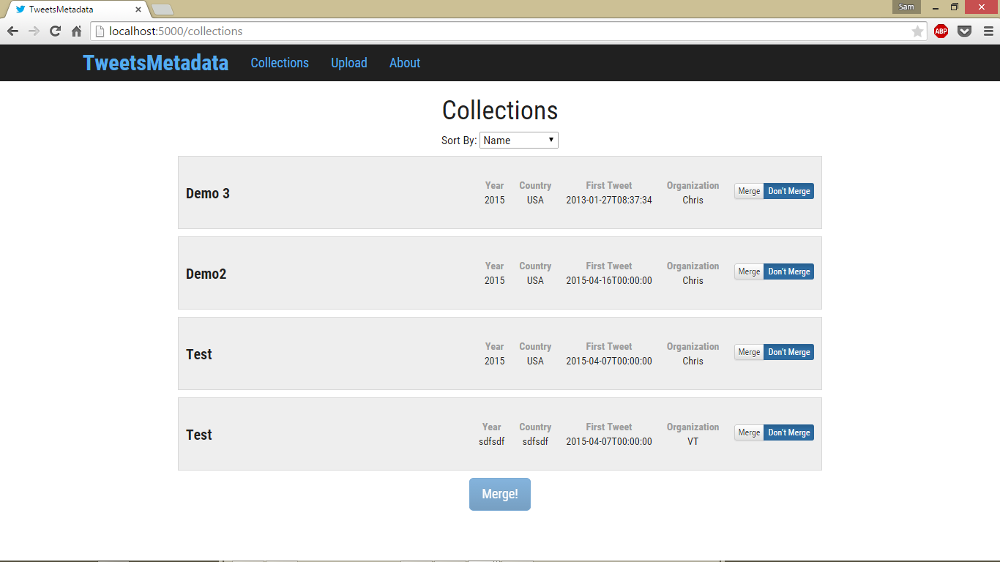 TweetsMetadata
Sam
localhost:5000/collections
ABP
TweetsMetadata Collections Upload About
Collections
Sort By: Name
Year Country First Tweet Organization
Demo 3 2015 USA 2013-01-27T08:37:34 Chris Merge Don't Merge
Year Country First Tweet Organization
Demo2 2015 USA 2015-04-16T00:00:00 Chris Merge Don't Merge
Year Country First Tweet Organization
Test 2015 USA 2015-04-07T00:00:00 Chris Merge Don't Merge
Year Country First Tweet Organization
Test sdfsdf sdfsdf 2015-04-07T00:00:00 VT Merge Don't Merge
Merge!